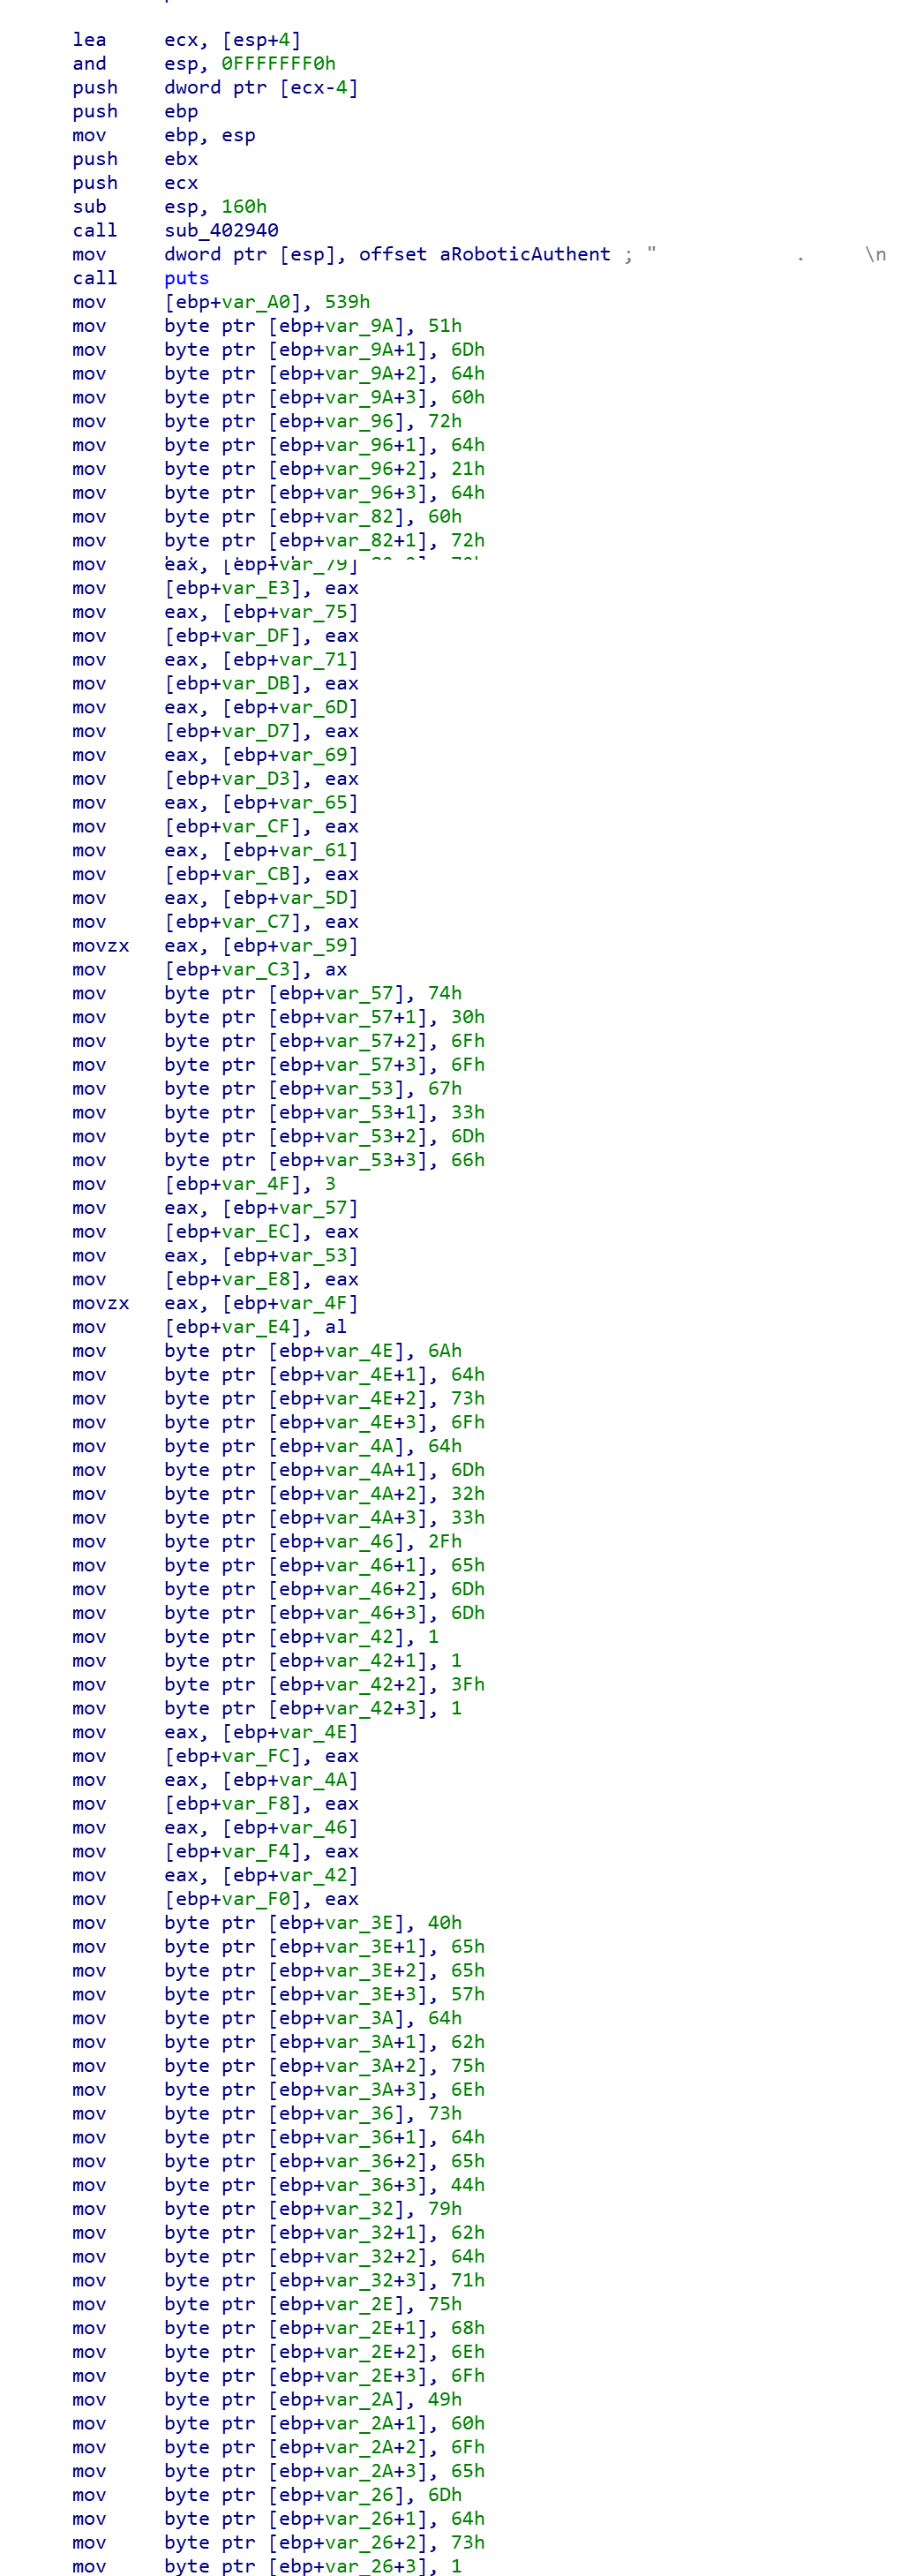 lea ecx, [esp+4]
and esp, 0FFFFFFF0h
push dword ptr [ecx-4]
push ebp
mov ebp, esp
push ebx
push ecx
sub esp, 160h
call sub_402940
mov dword ptr [esp], offset aRoboticAuthent ; " . \n
call puts
mov [ebp+var_A0], 539h
mov byte ptr [ebp+var_9A], 51h
mov byte ptr [ebp+var_9A+1], 6Dh
mov byte ptr [ebp+var_9A+2], 64h
mov byte ptr [ebp+var_9A+3], 60h
mov byte ptr [ebp+var_96], 72h
mov byte ptr [ebp+var_96+1], 64h
mov byte ptr [ebp+var_96+2], 21h
mov byte ptr [ebp+var_96+3], 64h
mov byte ptr [ebp+var_82], 60h
mov byte ptr [ebp+var_82+1], 72h
mov eax, [ebp+var_79]
mov [ebp+var_E3], eax
mov eax, [ebp+var_75]
mov [ebp+var_DF], eax
mov eax, [ebp+var_71]
mov [ebp+var_DB], eax
mov eax, [ebp+var_6D]
mov [ebp+var_D7], eax
mov eax, [ebp+var_69]
mov [ebp+var_D3], eax
mov eax, [ebp+var_65]
mov [ebp+var_CF], eax
mov eax, [ebp+var_61]
mov [ebp+var_CB], eax
mov eax, [ebp+var_5D]
mov [ebp+var_C7], eax
movzx eax, [ebp+var_59]
mov [ebp+var_C3], ax
mov byte ptr [ebp+var_57], 74h
mov byte ptr [ebp+var_57+1], 30h
mov byte ptr [ebp+var_57+2], 6Fh
mov byte ptr [ebp+var_57+3], 6Fh
mov byte ptr [ebp+var_53], 67h
mov byte ptr [ebp+var_53+1], 33h
mov byte ptr [ebp+var_53+2], 6Dh
mov byte ptr [ebp+var_53+3], 66h
mov [ebp+var_4F], 3
mov eax, [ebp+var_57]
mov [ebp+var_EC], eax
mov eax, [ebp+var_53]
mov [ebp+var_E8], eax
movzx eax, [ebp+var_4F]
mov [ebp+var_E4], al
mov byte ptr [ebp+var_4E], 6Ah
mov byte ptr [ebp+var_4E+1], 64h
mov byte ptr [ebp+var_4E+2], 73h
mov byte ptr [ebp+var_4E+3], 6Fh
mov byte ptr [ebp+var_4A], 64h
mov byte ptr [ebp+var_4A+1], 6Dh
mov byte ptr [ebp+var_4A+2], 32h
mov byte ptr [ebp+var_4A+3], 33h
mov byte ptr [ebp+var_46], 2Fh
mov byte ptr [ebp+var_46+1], 65h
mov byte ptr [ebp+var_46+2], 6Dh
mov byte ptr [ebp+var_46+3], 6Dh
mov byte ptr [ebp+var_42], 1
mov byte ptr [ebp+var_42+1], 1
mov byte ptr [ebp+var_42+2], 3Fh
mov byte ptr [ebp+var_42+3], 1
mov eax, [ebp+var_4E]
mov [ebp+var_FC], eax
mov eax, [ebp+var_4A]
mov [ebp+var_F8], eax
mov eax, [ebp+var_46]
mov [ebp+var_F4], eax
mov eax, [ebp+var_42]
mov [ebp+var_F0], eax
mov byte ptr [ebp+var_3E], 40h
mov byte ptr [ebp+var_3E+1], 65h
mov byte ptr [ebp+var_3E+2], 65h
mov byte ptr [ebp+var_3E+3], 57h
mov byte ptr [ebp+var_3A], 64h
mov byte ptr [ebp+var_3A+1], 62h
mov byte ptr [ebp+var_3A+2], 75h
mov byte ptr [ebp+var_3A+3], 6Eh
mov byte ptr [ebp+var_36], 73h
mov byte ptr [ebp+var_36+1], 64h
mov byte ptr [ebp+var_36+2], 65h
mov byte ptr [ebp+var_36+3], 44h
mov byte ptr [ebp+var_32], 79h
mov byte ptr [ebp+var_32+1], 62h
mov byte ptr [ebp+var_32+2], 64h
mov byte ptr [ebp+var_32+3], 71h
mov byte ptr [ebp+var_2E], 75h
mov byte ptr [ebp+var_2E+1], 68h
mov byte ptr [ebp+var_2E+2], 6Eh
mov byte ptr [ebp+var_2E+3], 6Fh
mov byte ptr [ebp+var_2A], 49h
mov byte ptr [ebp+var_2A+1], 60h
mov byte ptr [ebp+var_2A+2], 6Fh
mov byte ptr [ebp+var_2A+3], 65h
mov byte ptr [ebp+var_26], 6Dh
mov byte ptr [ebp+var_26+1], 64h
mov byte ptr [ebp+var_26+2], 73h
mov byte ptr [ebp+var_26+3], 1